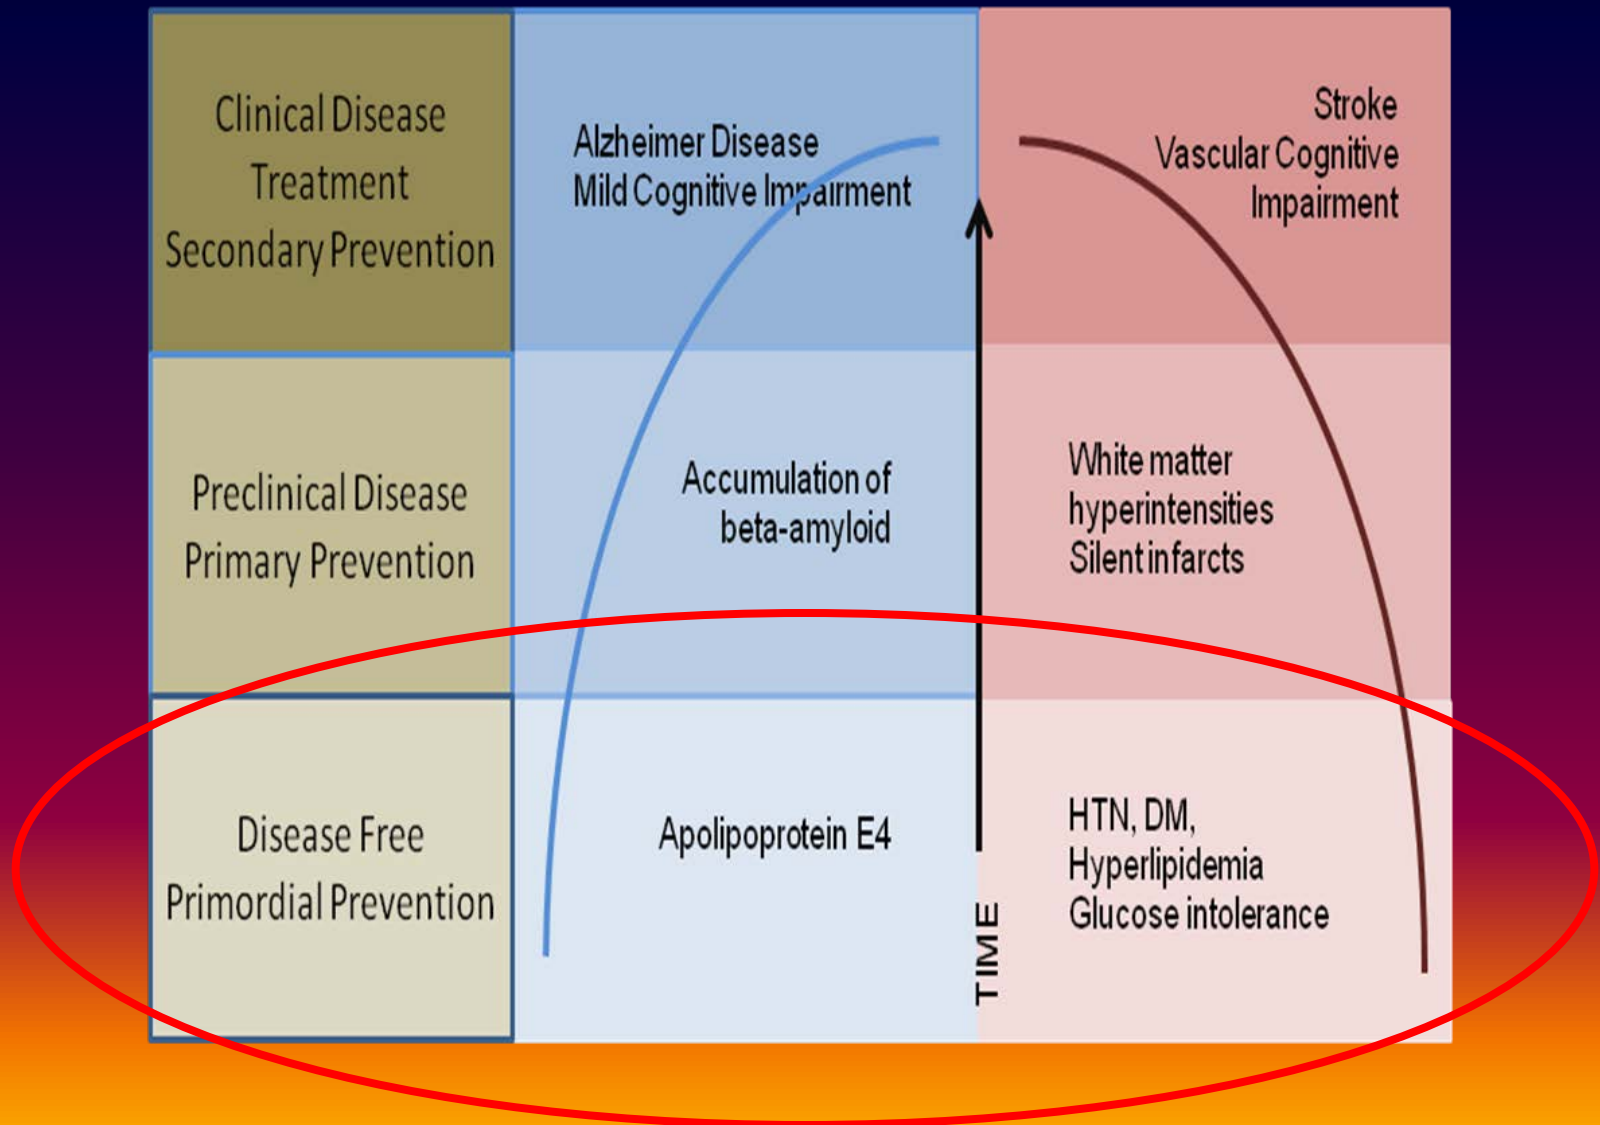 Clinical Disease
Treatment
Secondary Prevention
Alzheimer Disease
Mild Cognitive Impairment
Stroke
Vascular Cognitive
Impairment
Preclinical Disease
Primary Prevention
Accumulation of
beta-amyloid
White matter
hyperintensities
Silent infarcts
Disease Free
Primordial Prevention
Apolipoprotein E4
TIME
HTN, DM,
Hyperlipidemia
Glucose intolerance